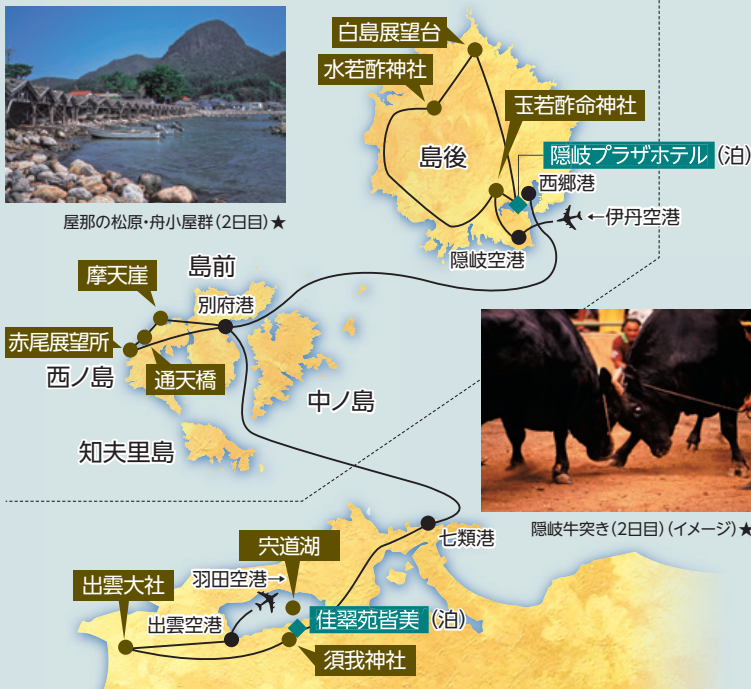 白島展望台
水若酢神社
玉若酢命神社
島後
隠岐プラザホテル (泊)
西郷港
←伊丹空港
隠岐空港
屋那の松原・舟小屋群(2日目)★
島前
摩天崖
別府港
赤尾展望所
西ノ島
通天橋
中ノ島
知夫里島
隠岐牛突き(2日目)(イメージ)★
七類港
宍道湖
羽田空港→
出雲大社
出雲空港
佳翠苑皆美 (泊)
須我神社